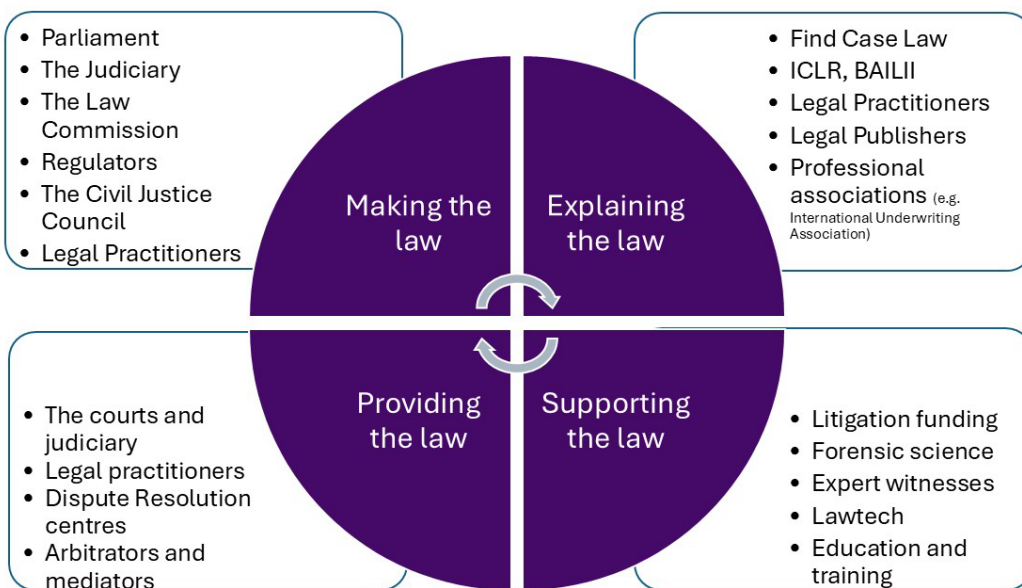 • Parliament
• The Judiciary
• The Law
Commission
• Regulators
• The Civil Justice
Council
• Legal Practitioners
• Find Case Law
• ICLR, BAILII
• Legal Practitioners
• Legal Publishers
• Professional
associations (e.g.
International Underwriting
Association)
Making the
law
Explaining
the law
Providing
the law
Supporting
the law
• The courts and
judiciary
• Legal practitioners
• Dispute Resolution
centres
• Arbitrators and
mediators
• Litigation funding
• Forensic science
• Expert witnesses
• Lawtech
• Education and
training